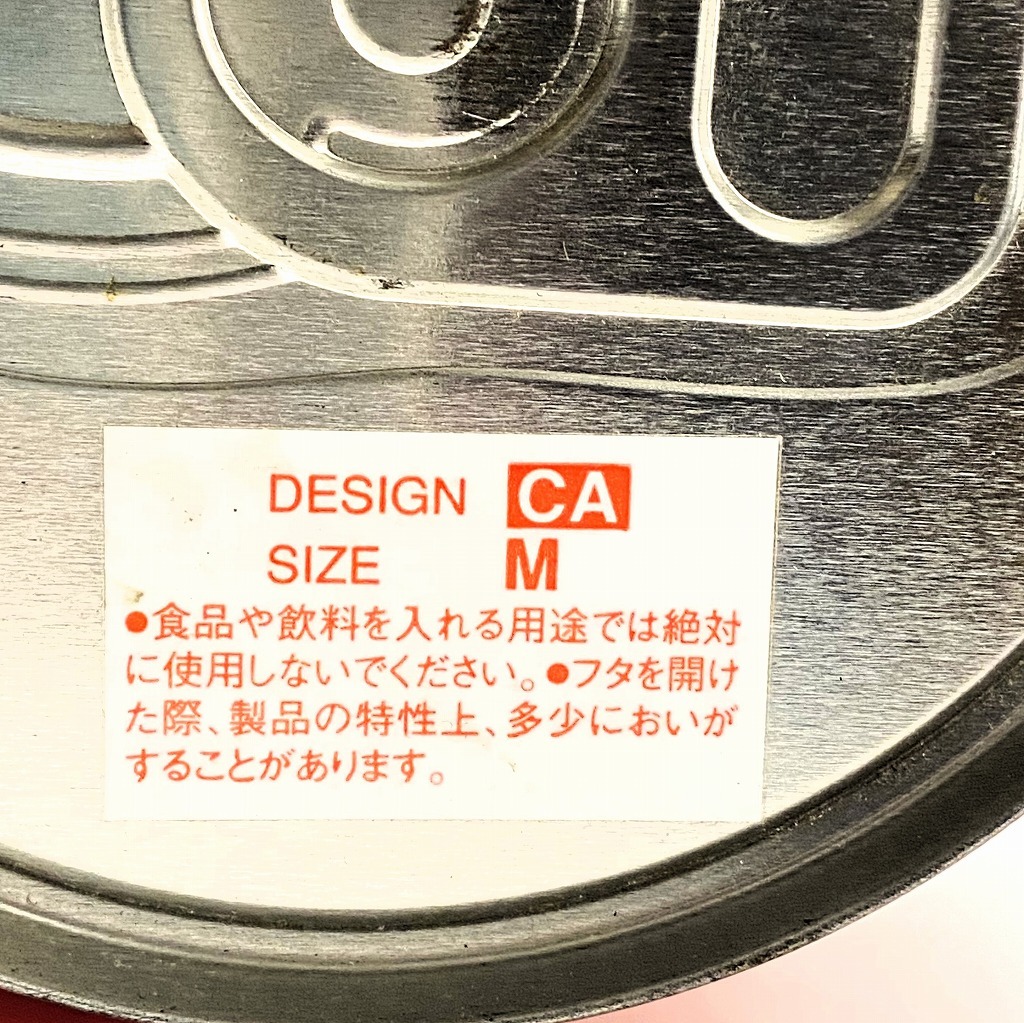 DESIGN CA
SIZE M
●食品や飲料を入れる用途では絶対
に使用しないでください。●フタを開け
た際、製品の特性上、多少においが
することがあります。